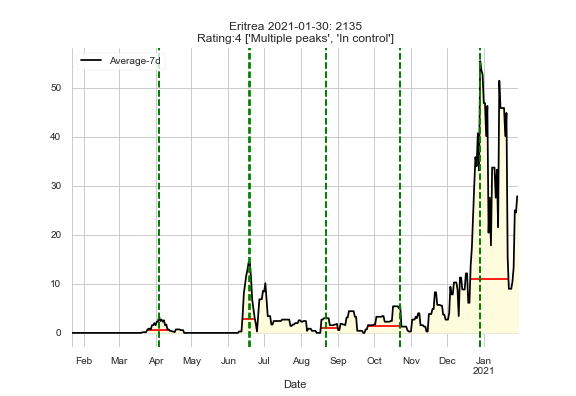 Eritrea 2021-01-30: 2135
Rating:4 ['Multiple peaks', 'In control']
Average-7d
50
40
30
20
10
0
Feb Mar Apr May Jun Jul Aug Sep Oct Nov Dec Jan
2021
Date